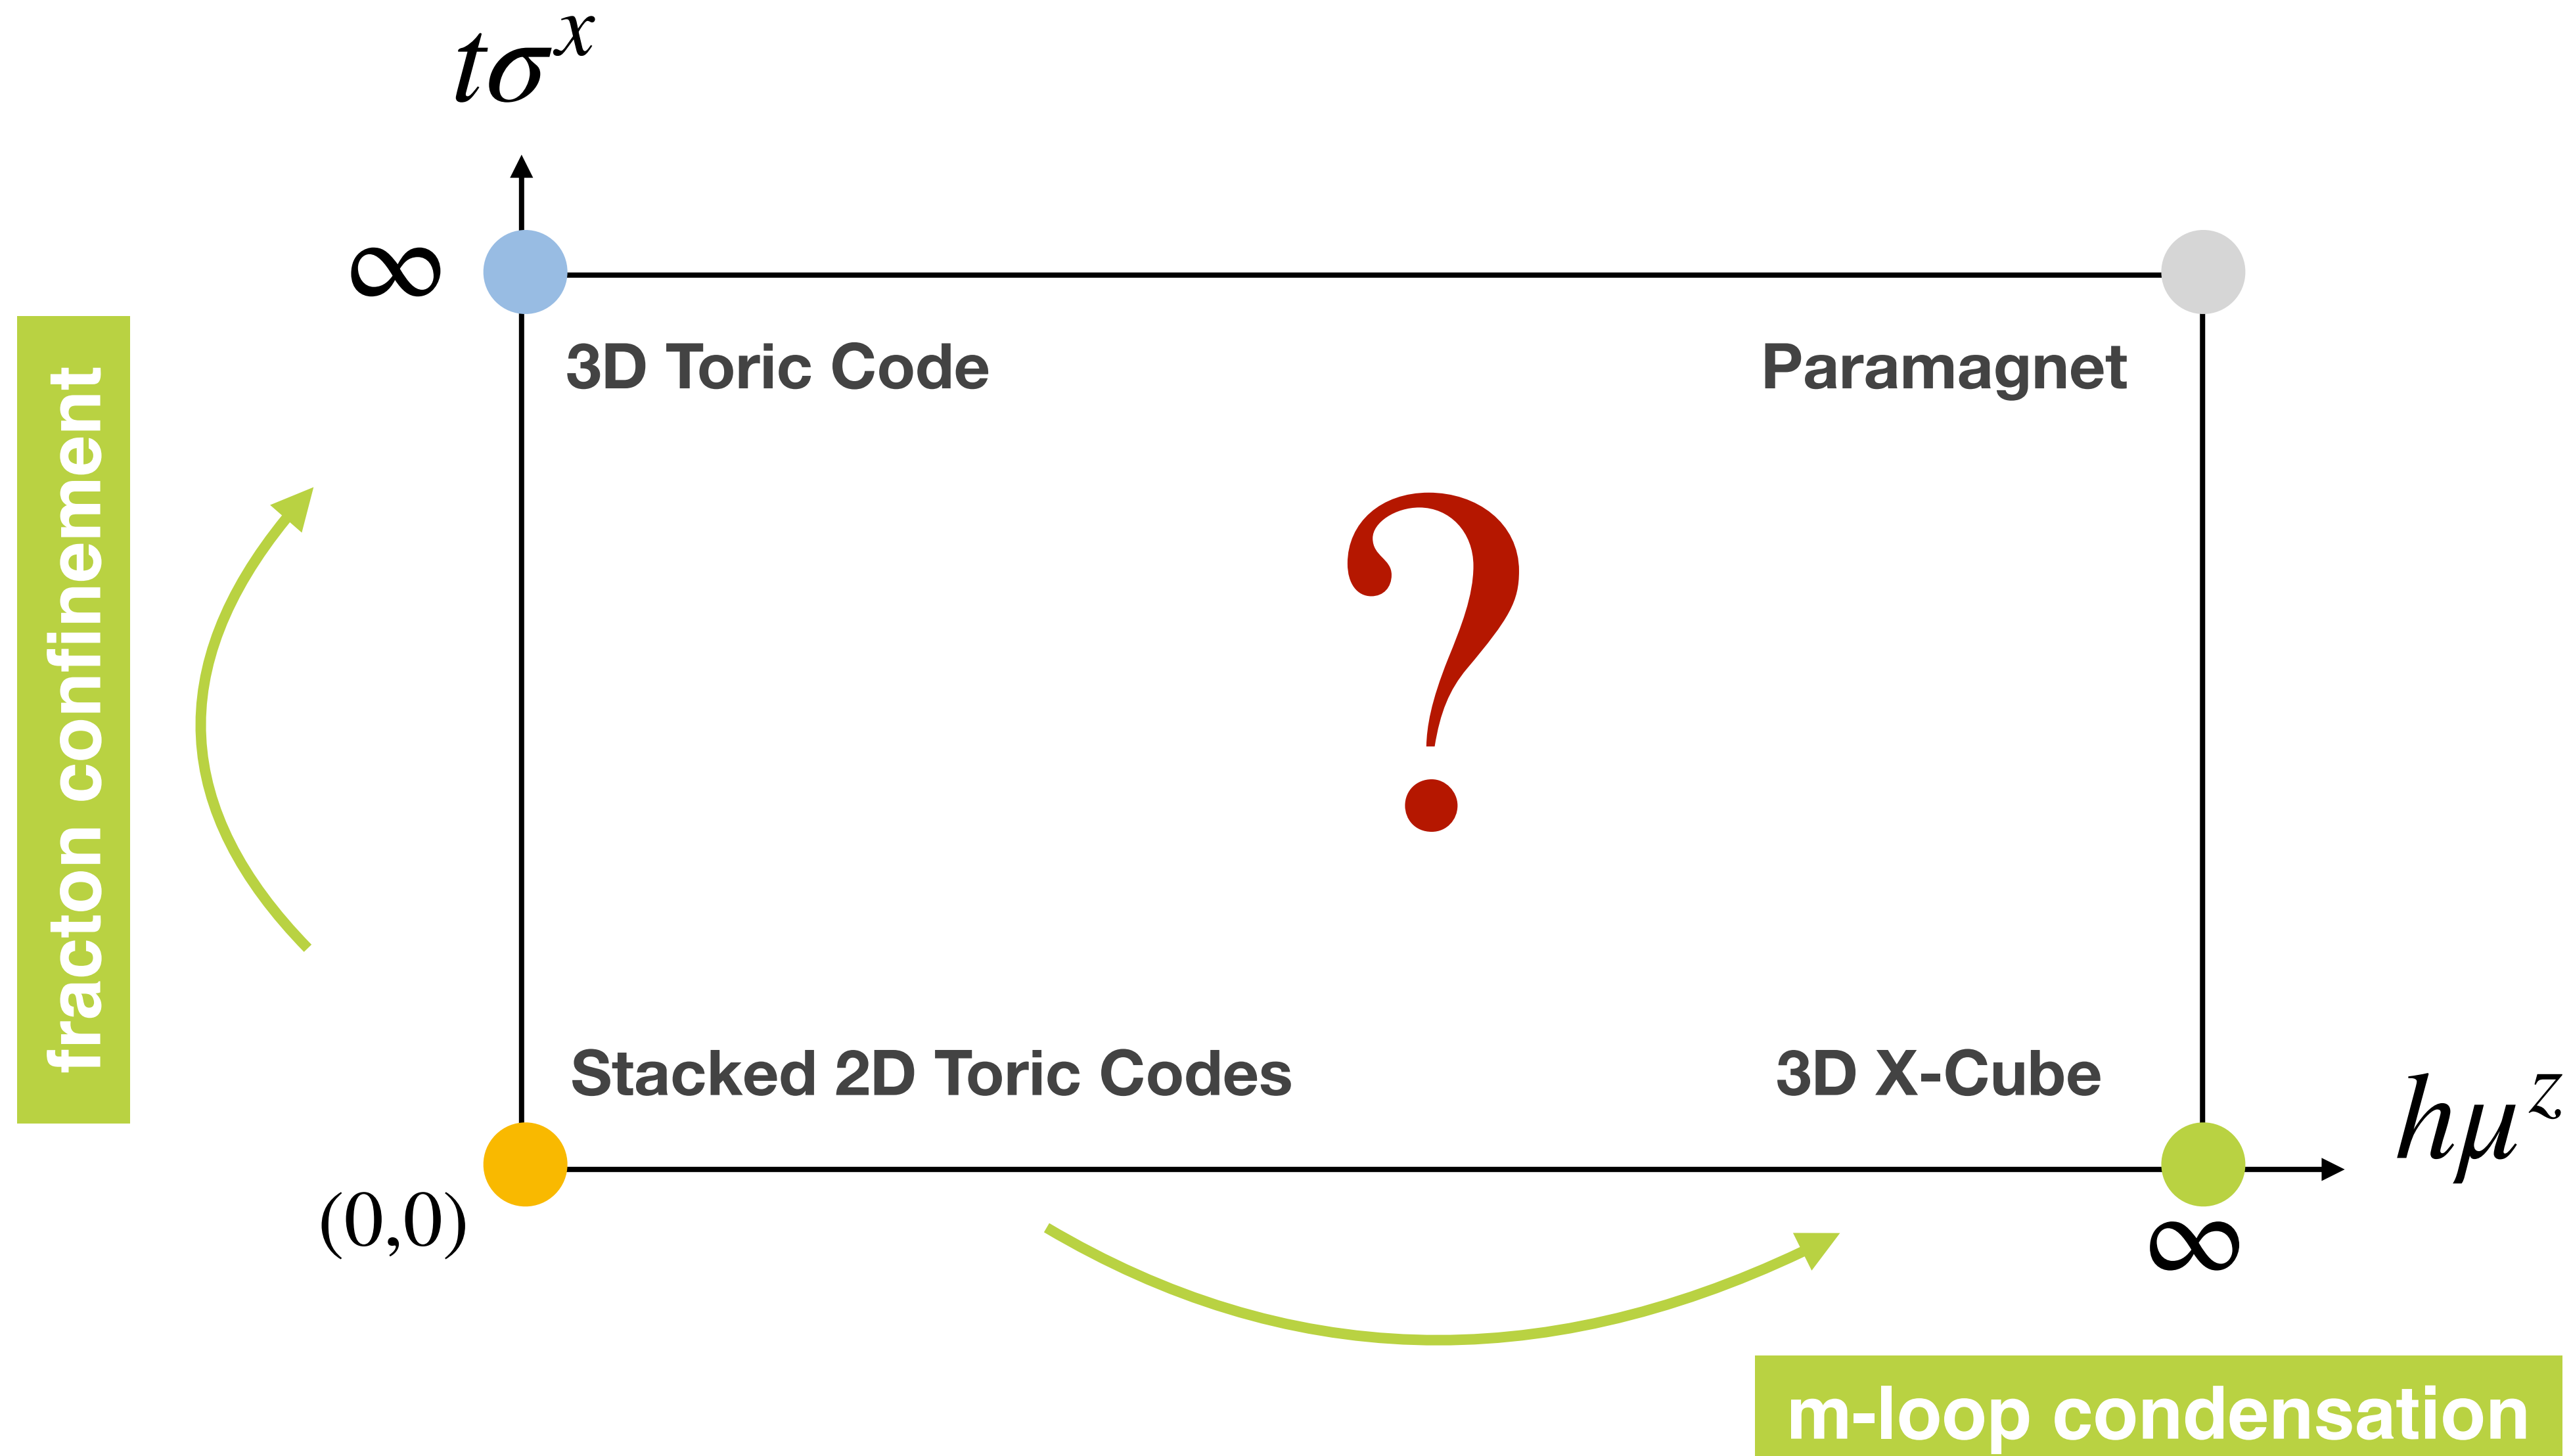 tσ^x
∞
3D Toric Code
Paramagnet
fracton confinement
?
Stacked 2D Toric Codes
3D X-Cube
hμ^z
(0,0)
∞
m-loop condensation